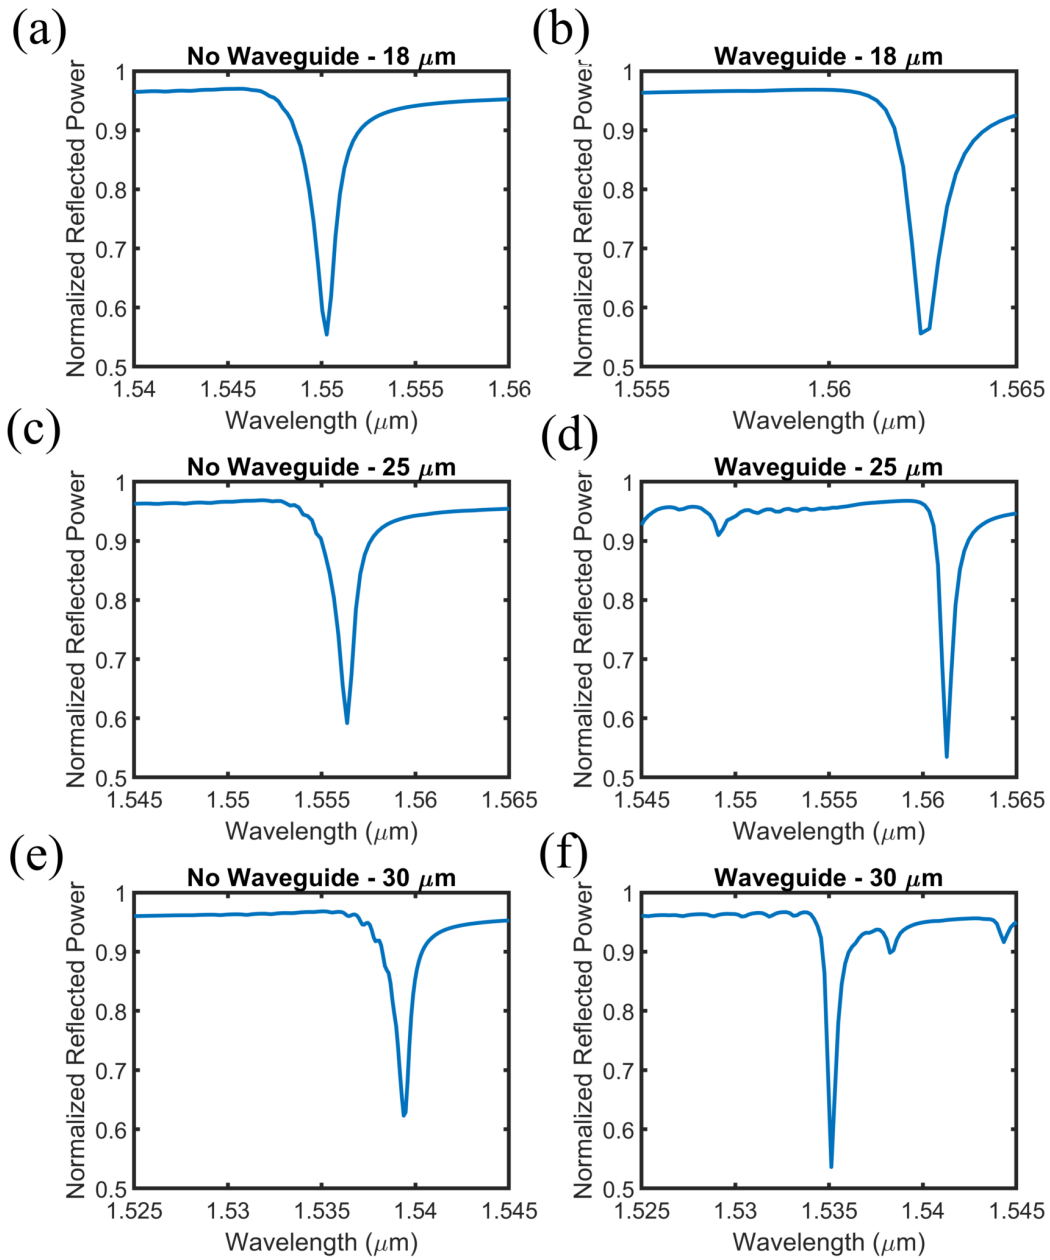 (a)
No Waveguide - 18 μm
Normalized Reflected Power
1
0.9
0.8
0.7
0.6
0.5
1.54
1.545
1.55
1.555
1.56
Wavelength (μm)
(b)
Waveguide - 18 μm
Normalized Reflected Power
1
0.9
0.8
0.7
0.6
0.5
1.555
1.56
1.565
Wavelength (μm)
(c)
No Waveguide - 25 μm
Normalized Reflected Power
1
0.9
0.8
0.7
0.6
0.5
1.545
1.55
1.555
1.56
1.565
Wavelength (μm)
(d)
Waveguide - 25 μm
Normalized Reflected Power
1
0.9
0.8
0.7
0.6
0.5
1.545
1.55
1.555
1.56
1.565
Wavelength (μm)
(e)
No Waveguide - 30 μm
Normalized Reflected Power
1
0.9
0.8
0.7
0.6
0.5
1.525
1.53
1.535
1.54
1.545
Wavelength (μm)
(f)
Waveguide - 30 μm
Normalized Reflected Power
1
0.9
0.8
0.7
0.6
0.5
1.525
1.53
1.535
1.54
1.545
Wavelength (μm)